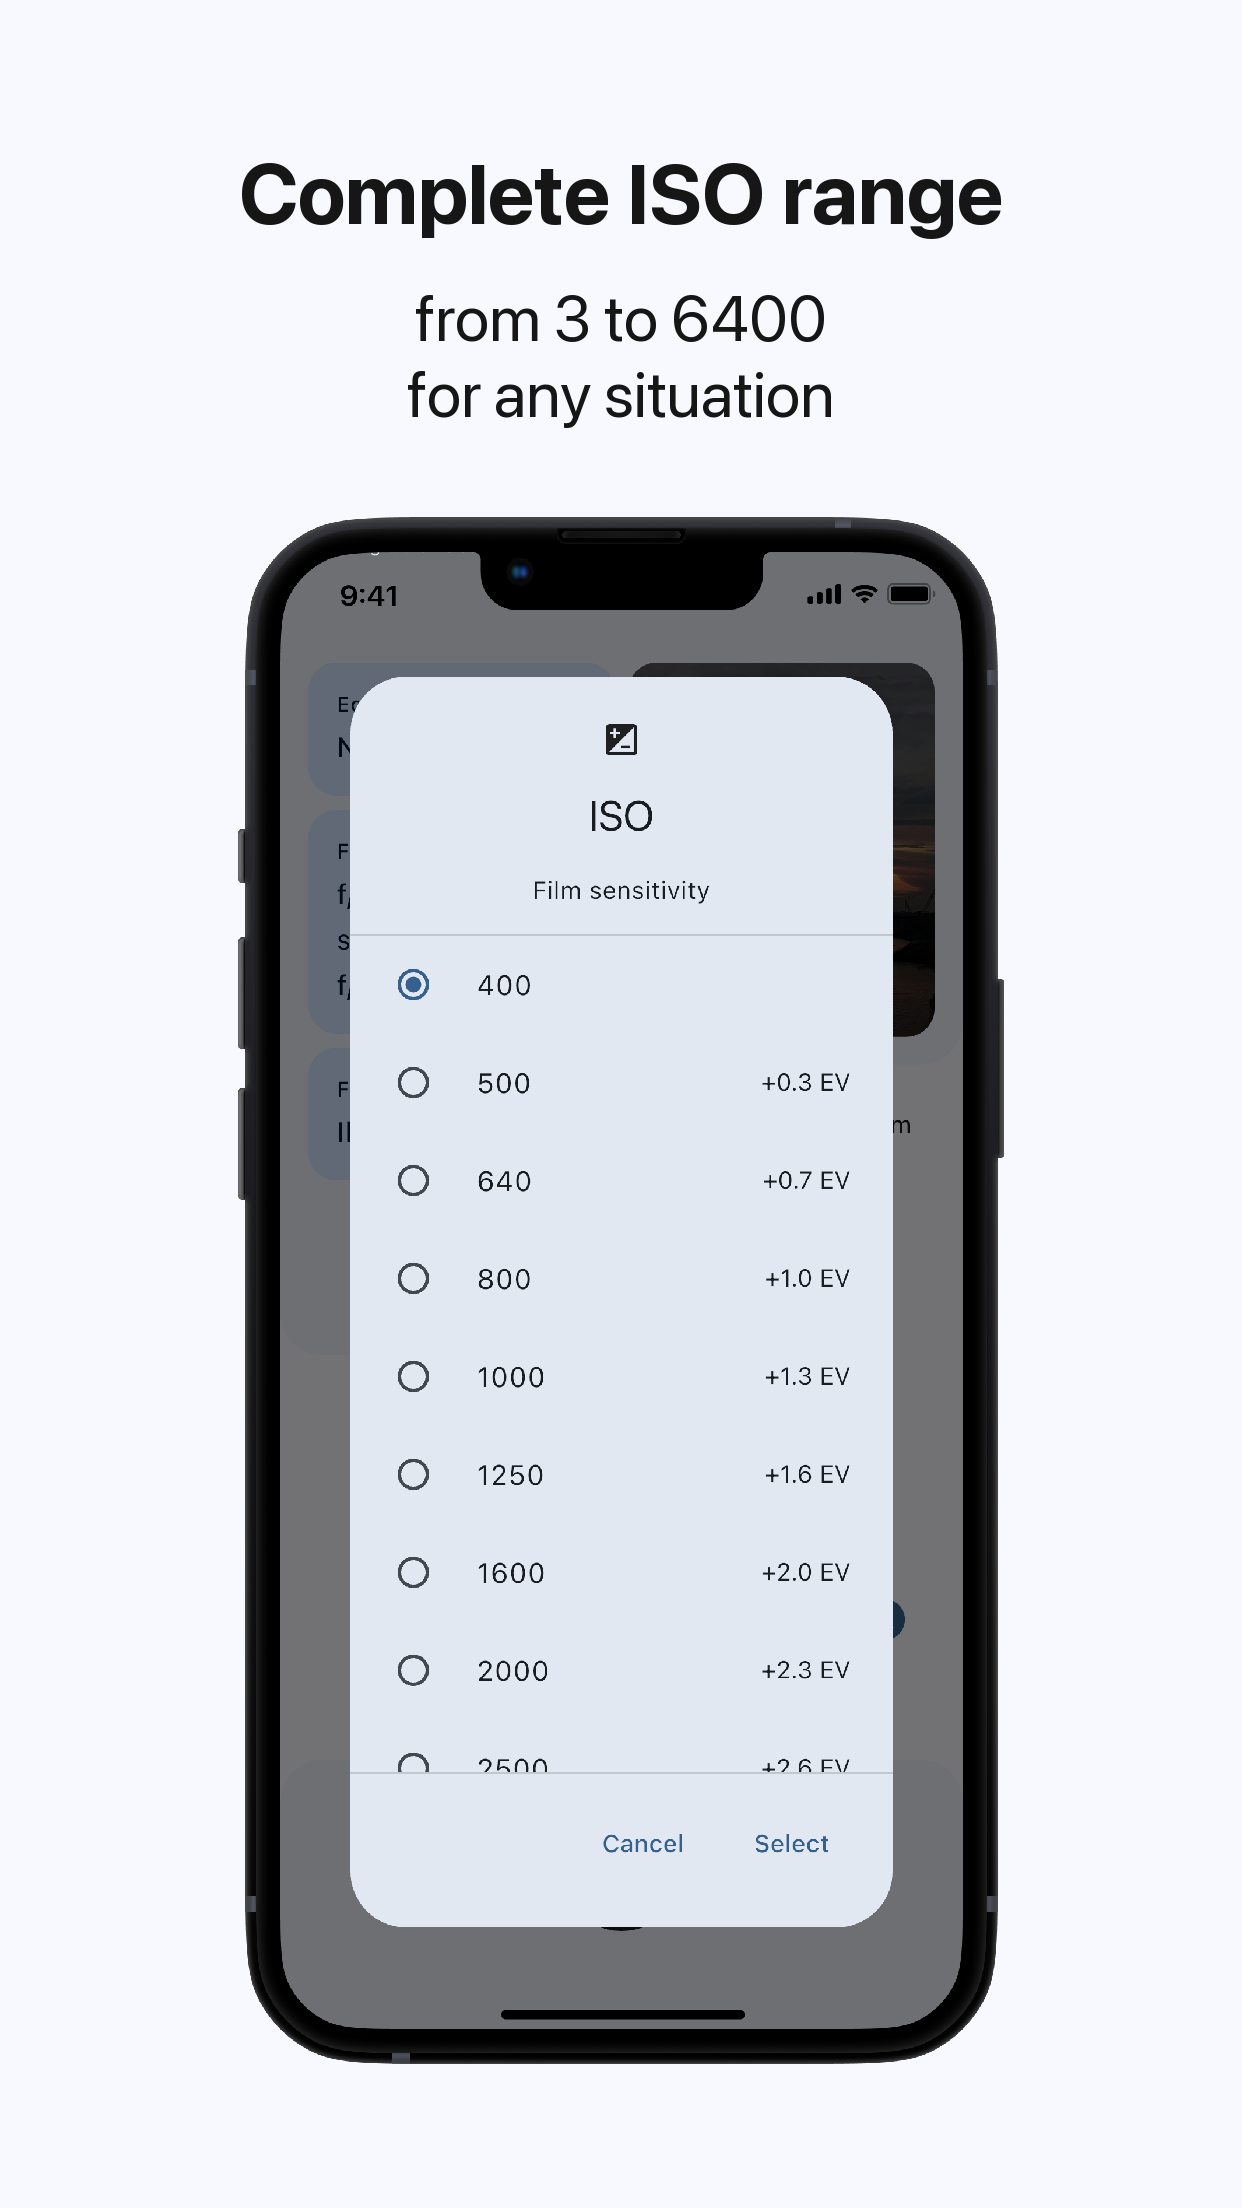 Complete ISO range
from 3 to 6400
for any situation
9:41
ISO
Film sensitivity
400
500 +0.3 EV
640 +0.7 EV
800 +1.0 EV
1000 +1.3 EV
1250 +1.6 EV
1600 +2.0 EV
2000 +2.3 EV
2500 +2.6 EV
Cancel Select